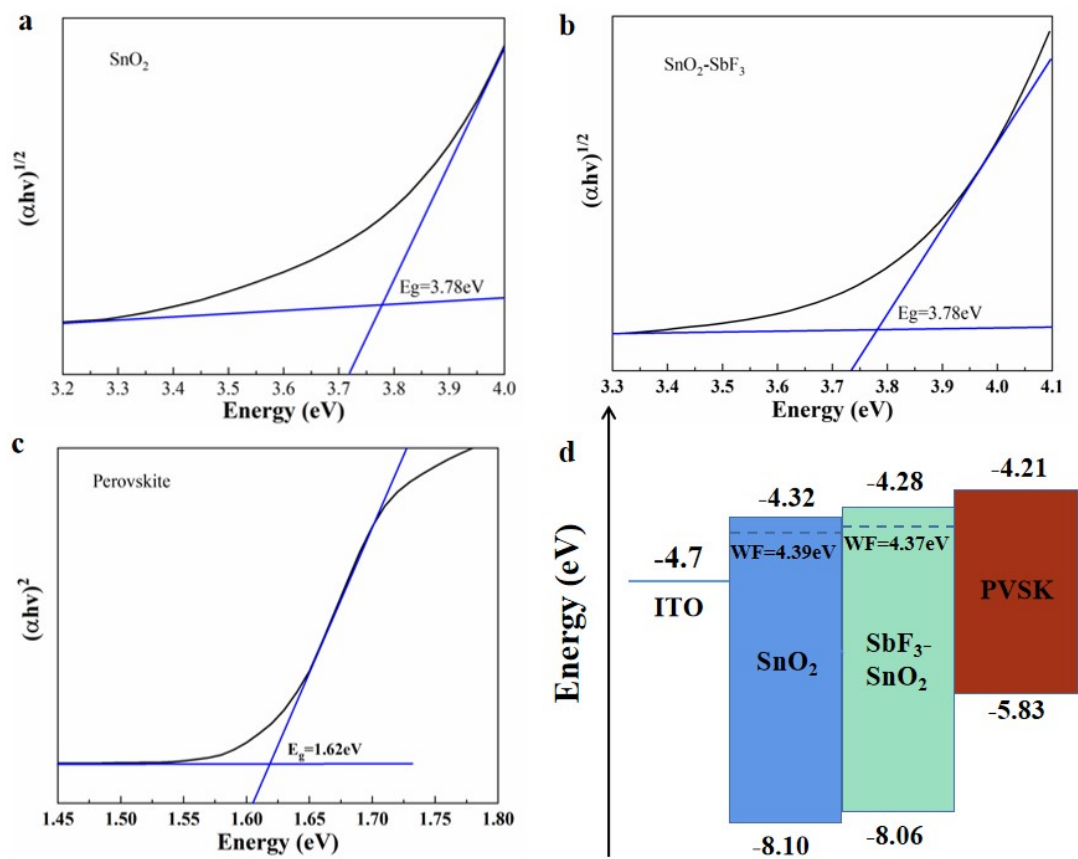 a
SnO₂
(αhν)^1/2
Eg=3.78eV
3.2 3.3 3.4 3.5 3.6 3.7 3.8 3.9 4.0
Energy (eV)
b
SnO₂-SbF₃
(αhν)^1/2
Eg=3.78eV
3.3 3.4 3.5 3.6 3.7 3.8 3.9 4.0 4.1
Energy (eV)
c
Perovskite
(αhν)²
E_g=1.62eV
1.45 1.50 1.55 1.60 1.65 1.70 1.75 1.80
Energy (eV)
d
Energy (eV)
-4.7
ITO
-4.32
WF=4.39eV
SnO₂
-8.10
-4.28
WF=4.37eV
SbF₃-
SnO₂
-8.06
-4.21
PVSK
-5.83